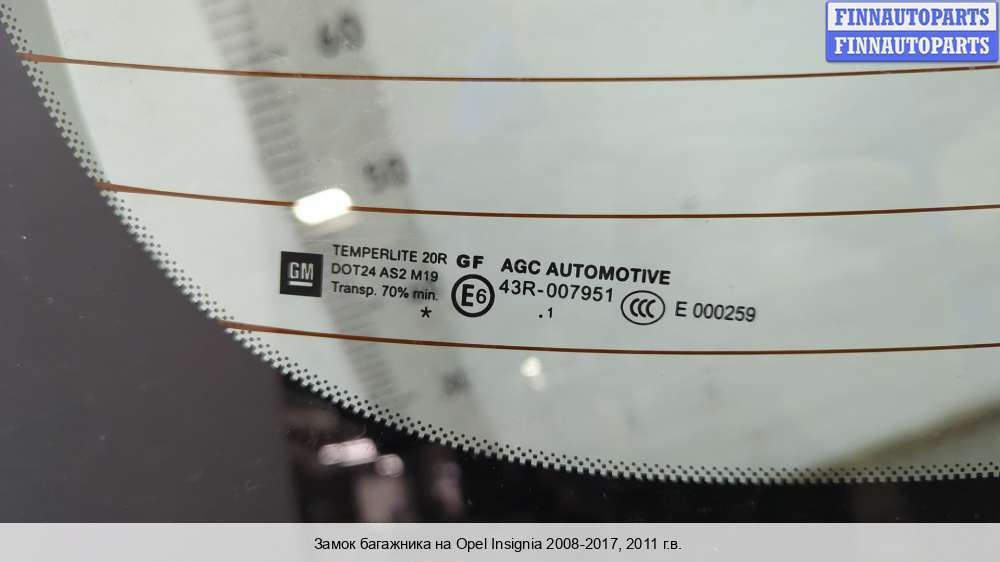 FINNAUTOPARTS
FINNAUTOPARTS
60
50
GM
TEMPERLITE 20R
DOT24 AS2 M19
Transp. 70% min.
*
GF
E6
AGC AUTOMOTIVE
43R-007951
.1
CCC
E 000259
Замок багажника на Opel Insignia 2008-2017, 2011 г.в.